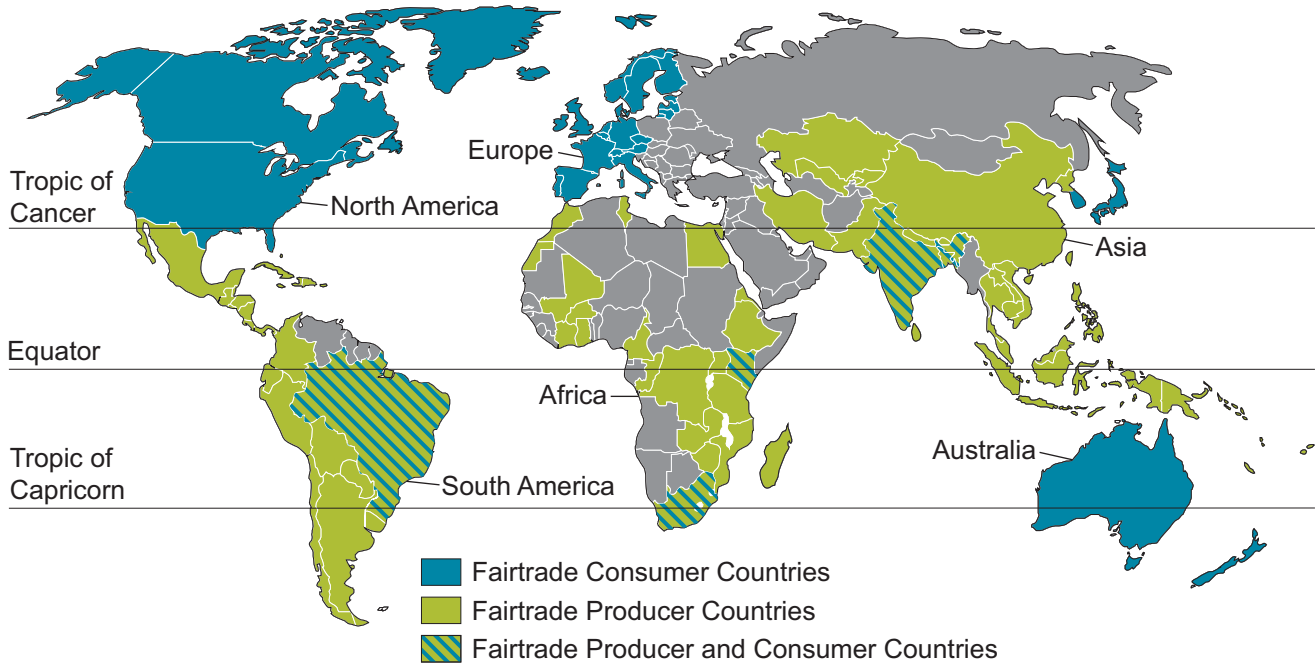 Europe
Tropic of
Cancer
North America
Asia
Equator
Africa
Australia
Tropic of
Capricorn
South America
Fairtrade Consumer Countries
Fairtrade Producer Countries
Fairtrade Producer and Consumer Countries